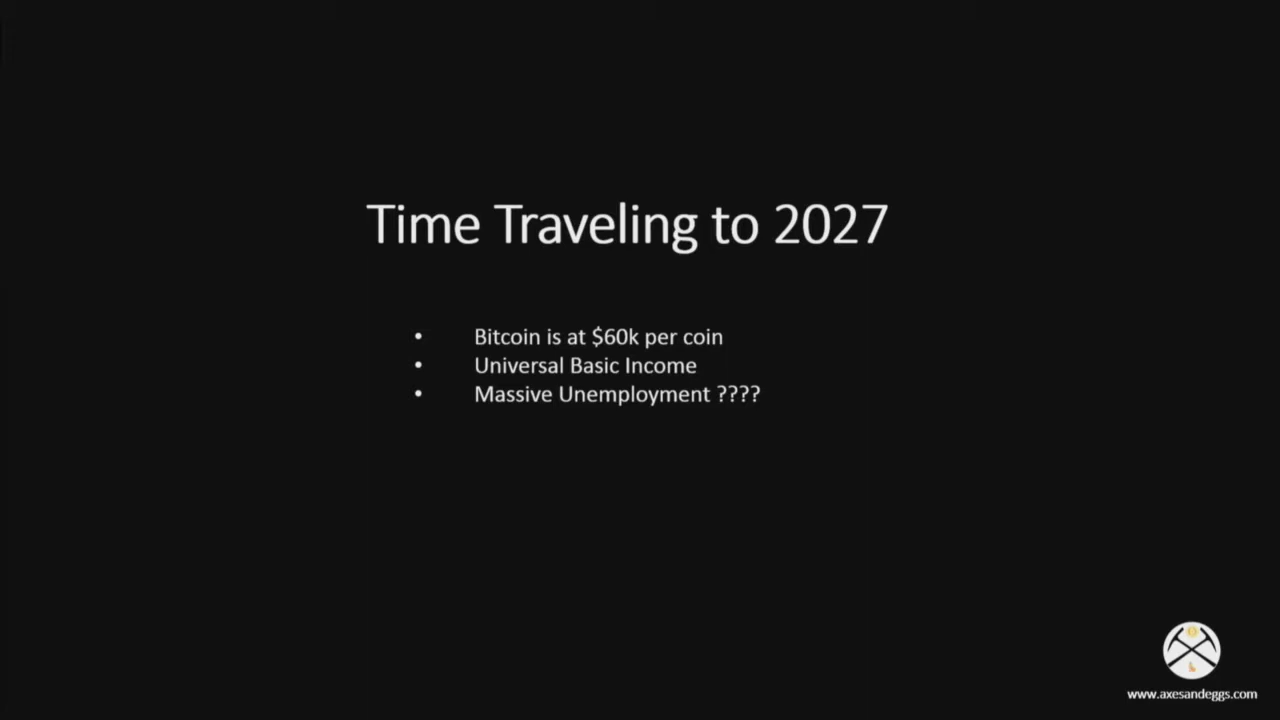 Time Traveling to 2027
• Bitcoin is at $60k per coin
• Universal Basic Income
• Massive Unemployment ????
www.axesandeggs.com